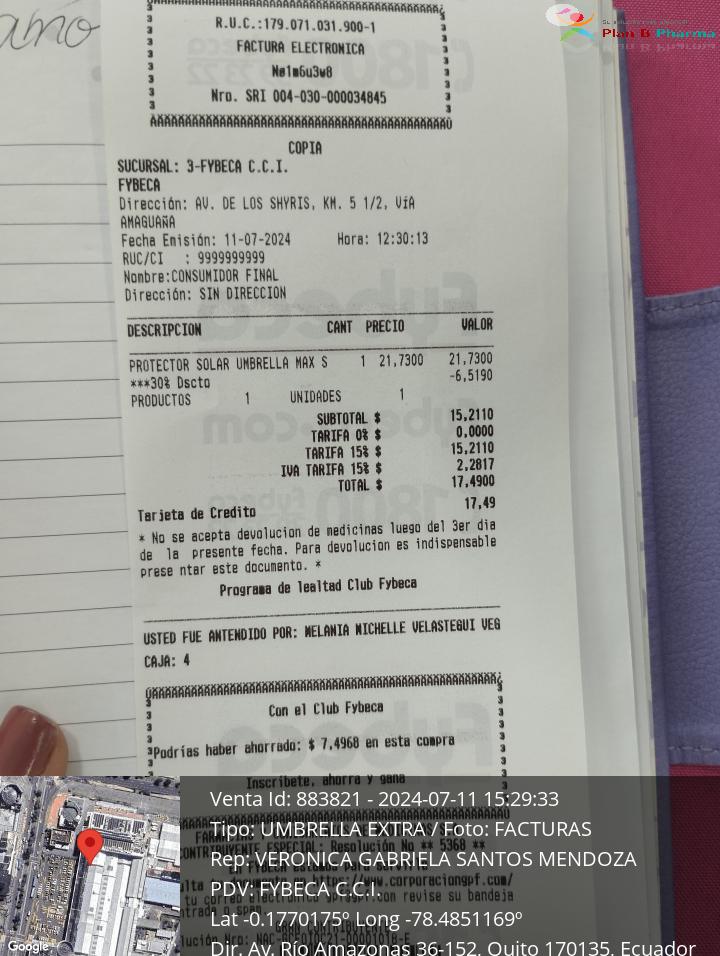 ano
Plan B Pharma
R.U.C.:179.071.031.900-1
FACTURA ELECTRONICA
Nø1m6u3w8
Nro. SRI 004-030-000034845
COPIA
SUCURSAL: 3-FYBECA C.C.I.
FYBECA
Dirección: AV. DE LOS SHYRIS, KM. 5 1/2, VíA
AMAGUAñA
Fecha Emisión: 11-07-2024 Hora: 12:30:13
RUC/CI : 9999999999
Nombre:CONSUMIDOR FINAL
Dirección: SIN DIRECCION
DESCRIPCION CANT PRECIO VALOR
PROTECTOR SOLAR UMBRELLA MAX S 1 21,7300 21,7300
***30% Dscto -6,5190
PRODUCTOS 1 UNIDADES 1
SUBTOTAL $ 15,2110
TARIFA 0% $ 0,0000
TARIFA 15% $ 15,2110
IVA TARIFA 15% $ 2,2817
TOTAL $ 17,4900
Tarjeta de Credito 17,49
* No se acepta devolucion de medicinas luego del 3er dia
de la presente fecha. Para devolucion es indispensable
prese ntar este documento. *
Programa de lealtad Club Fybeca
USTED FUE ANTENDIDO POR: MELANIA MICHELLE VELASTEGUI VEG
CAJA: 4
Con el Club Fybeca
Podrías haber ahorrado: $ 7,4968 en esta compra
Inscribete, ahorra y gana
Venta Id: 883821 - 2024-07-11 15:29:33
Tipo: UMBRELLA EXTRA / Foto: FACTURAS
Rep: VERONICA GABRIELA SANTOS MENDOZA
PDV: FYBECA C.C.I.
Lat -0.1770175º Long -78.4851169º
Dir. Av. Río Amazonas 36-152, Quito 170135, Ecuador
Google